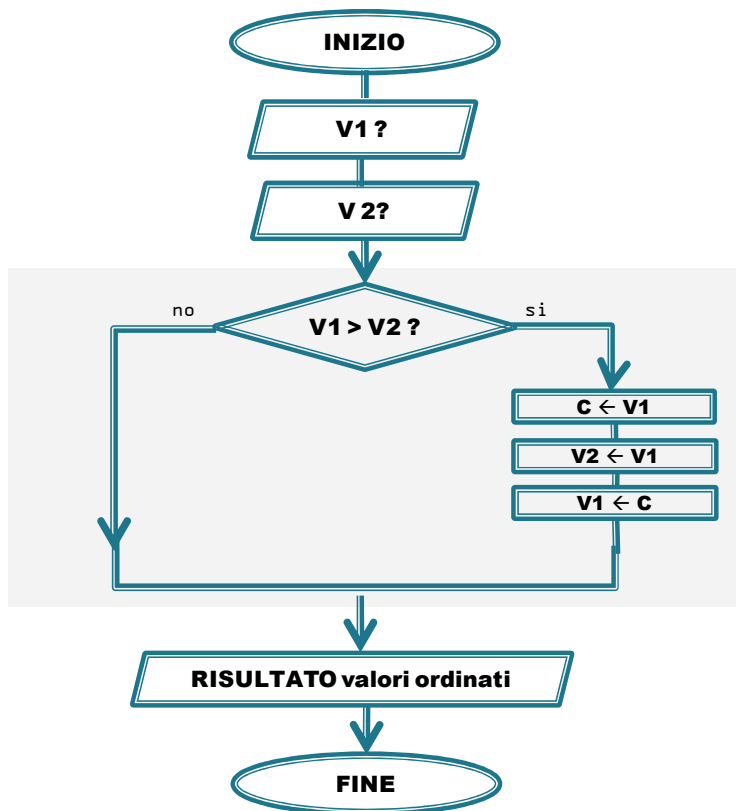 INIZIO
V1 ?
V 2?
no
V1 > V2 ?
si
C ← V1
V2 ← V1
V1 ← C
RISULTATO valori ordinati
FINE